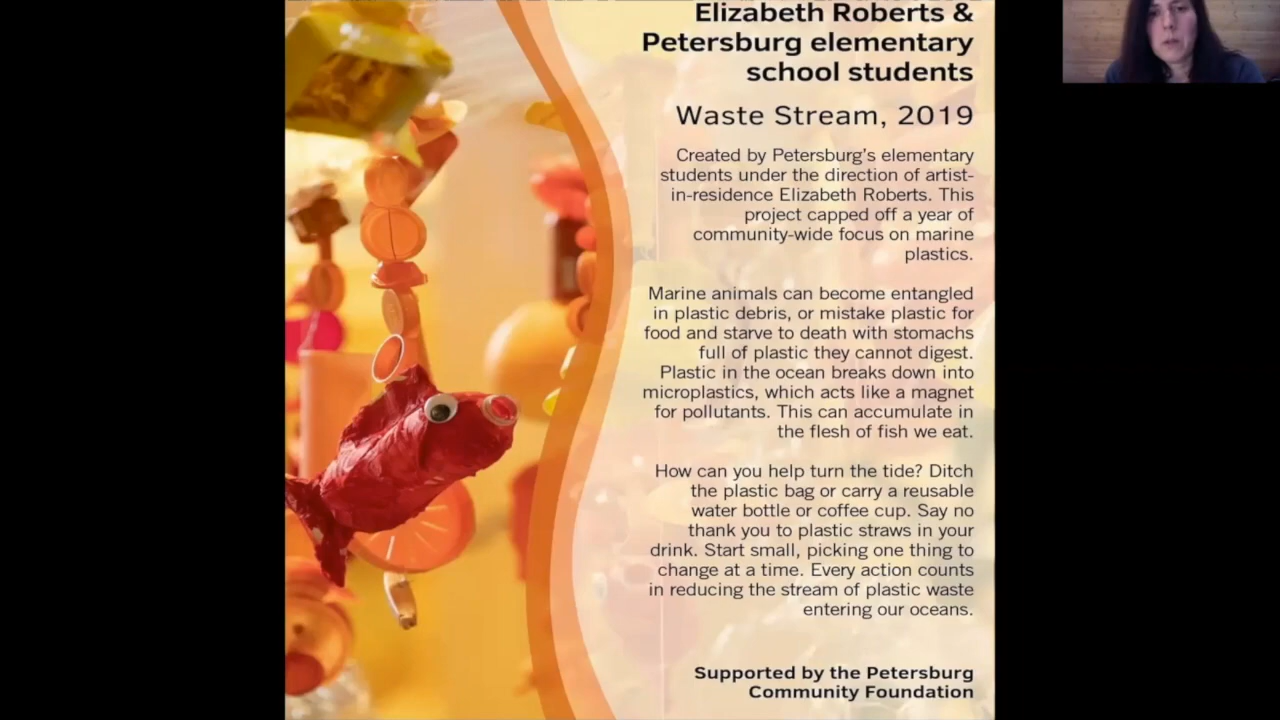 Elizabeth Roberts &
Petersburg elementary
school students
Waste Stream, 2019
Created by Petersburg's elementary
students under the direction of artist-
in-residence Elizabeth Roberts. This
project capped off a year of
community-wide focus on marine
plastics.
Marine animals can become entangled
in plastic debris, or mistake plastic for
food and starve to death with stomachs
full of plastic they cannot digest.
Plastic in the ocean breaks down into
microplastics, which acts like a magnet
for pollutants. This can accumulate in
the flesh of fish we eat.
How can you help turn the tide? Ditch
the plastic bag or carry a reusable
water bottle or coffee cup. Say no
thank you to plastic straws in your
drink. Start small, picking one thing to
change at a time. Every action counts
in reducing the stream of plastic waste
entering our oceans.
Supported by the Petersburg
Community Foundation